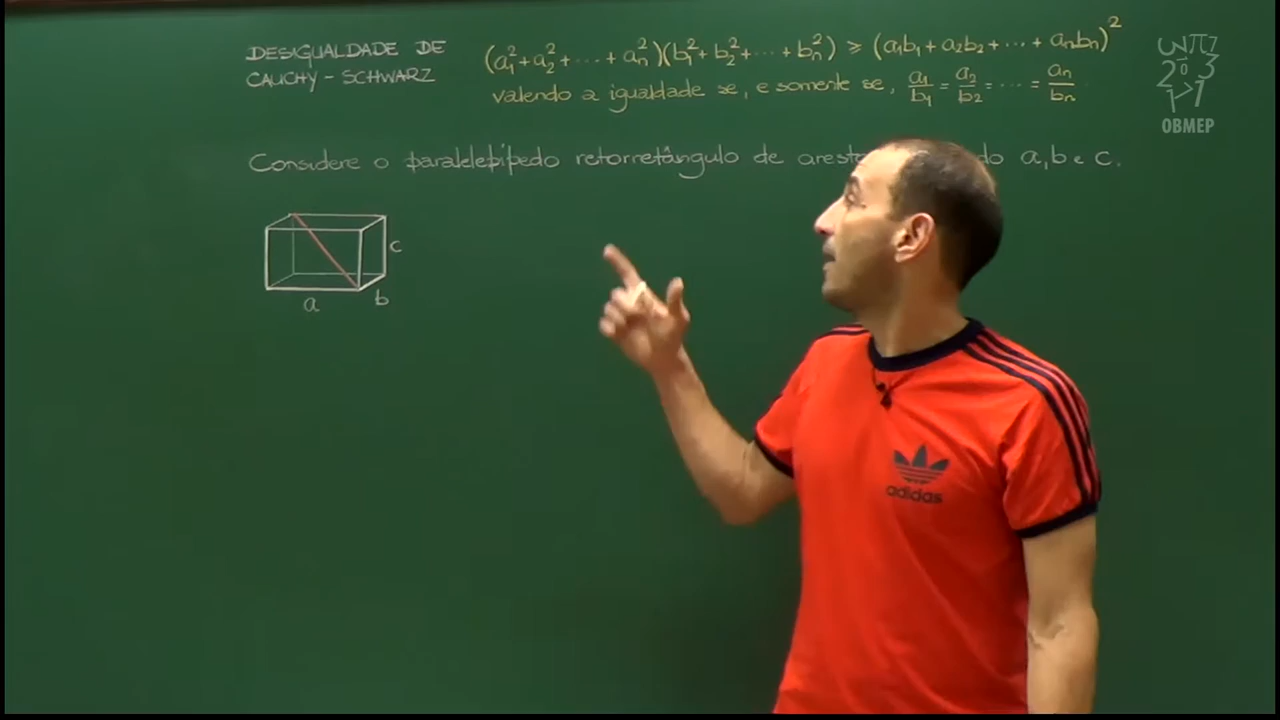 DESIGUALDADE DE
CAUCHY-SCHWARZ
(a₁²+a₂²+···+aₙ²)(b₁²+b₂²+···+bₙ²) ≥ (a₁b₁+a₂b₂+···+aₙbₙ)²
valendo a igualdade se, e somente se, a₁/b₁ = a₂/b₂ = ··· = aₙ/bₙ
Considere o paralelepípedo retorretângulo de a,b e c.
c
a
b
OBMEP
adidas